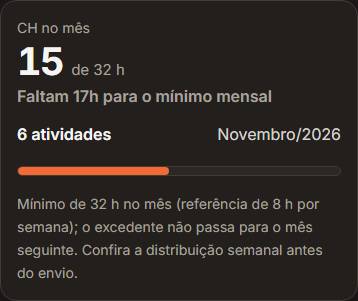 CH no mês
15 de 32 h
Faltam 17h para o mínimo mensal
6 atividades Novembro/2026
Mínimo de 32 h no mês (referência de 8 h por
semana); o excedente não passa para o mês
seguinte. Confira a distribuição semanal antes
do envio.